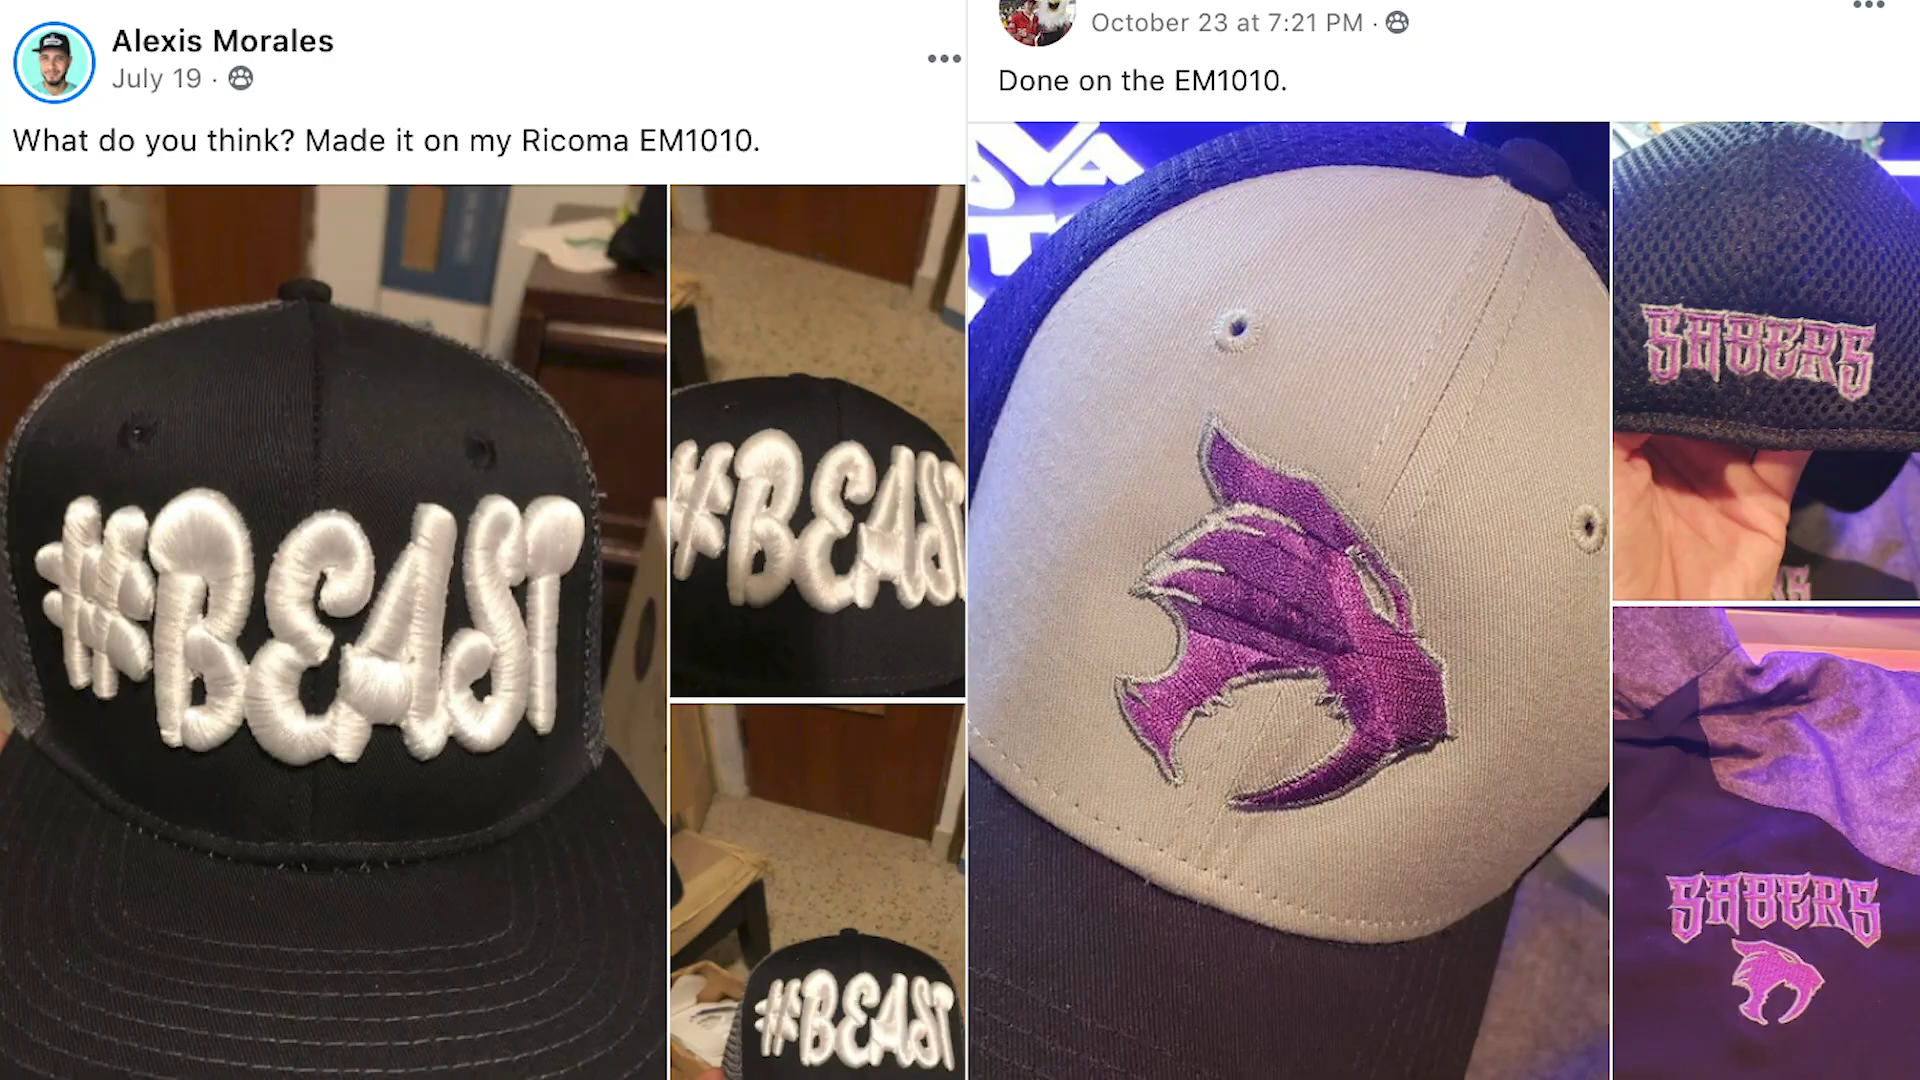 Alexis Morales
July 19 ·
What do you think? Made it on my Ricoma EM1010.
#BEAST
#BEAST
#BEAST
October 23 at 7:21 PM ·
Done on the EM1010.
SABERS
SABERS